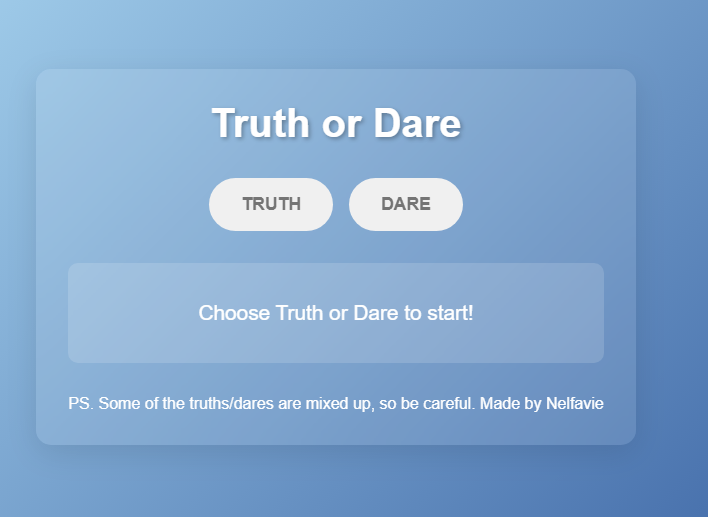 Truth or Dare
TRUTH
DARE
Choose Truth or Dare to start!
PS. Some of the truths/dares are mixed up, so be careful. Made by Nelfavie